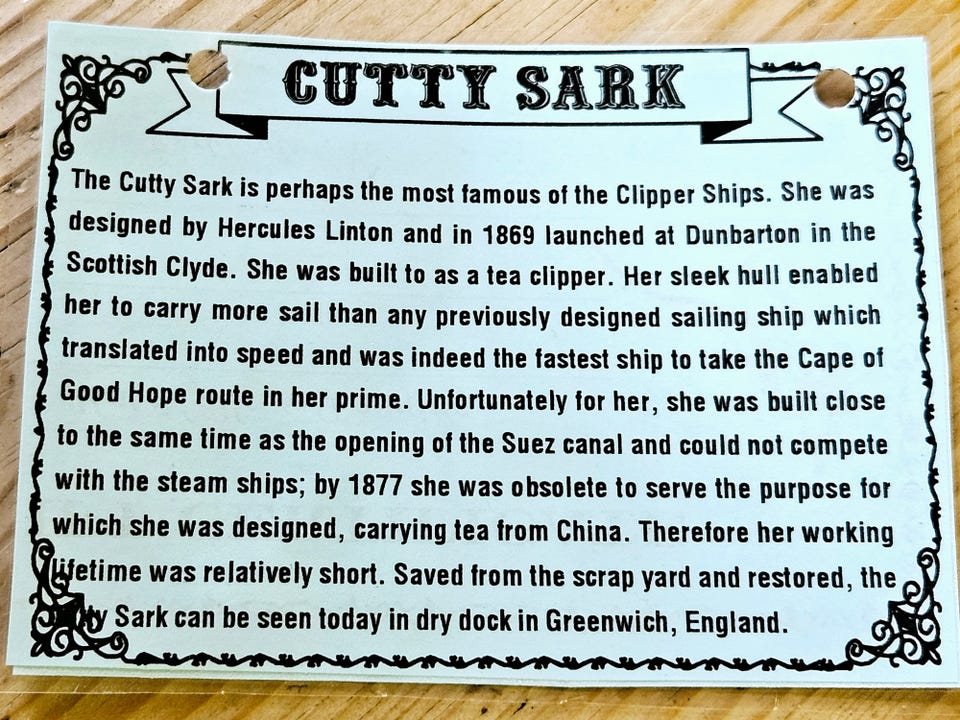 CUTTY SARK
The Cutty Sark is perhaps the most famous of the Clipper Ships. She was
designed by Hercules Linton and in 1869 launched at Dunbarton in the
Scottish Clyde. She was built to as a tea clipper. Her sleek hull enabled
her to carry more sail than any previously designed sailing ship which
translated into speed and was indeed the fastest ship to take the Cape of
Good Hope route in her prime. Unfortunately for her, she was built close
to the same time as the opening of the Suez canal and could not compete
with the steam ships; by 1877 she was obsolete to serve the purpose for
which she was designed, carrying tea from China. Therefore her working
lifetime was relatively short. Saved from the scrap yard and restored, the
Cutty Sark can be seen today in dry dock in Greenwich, England.